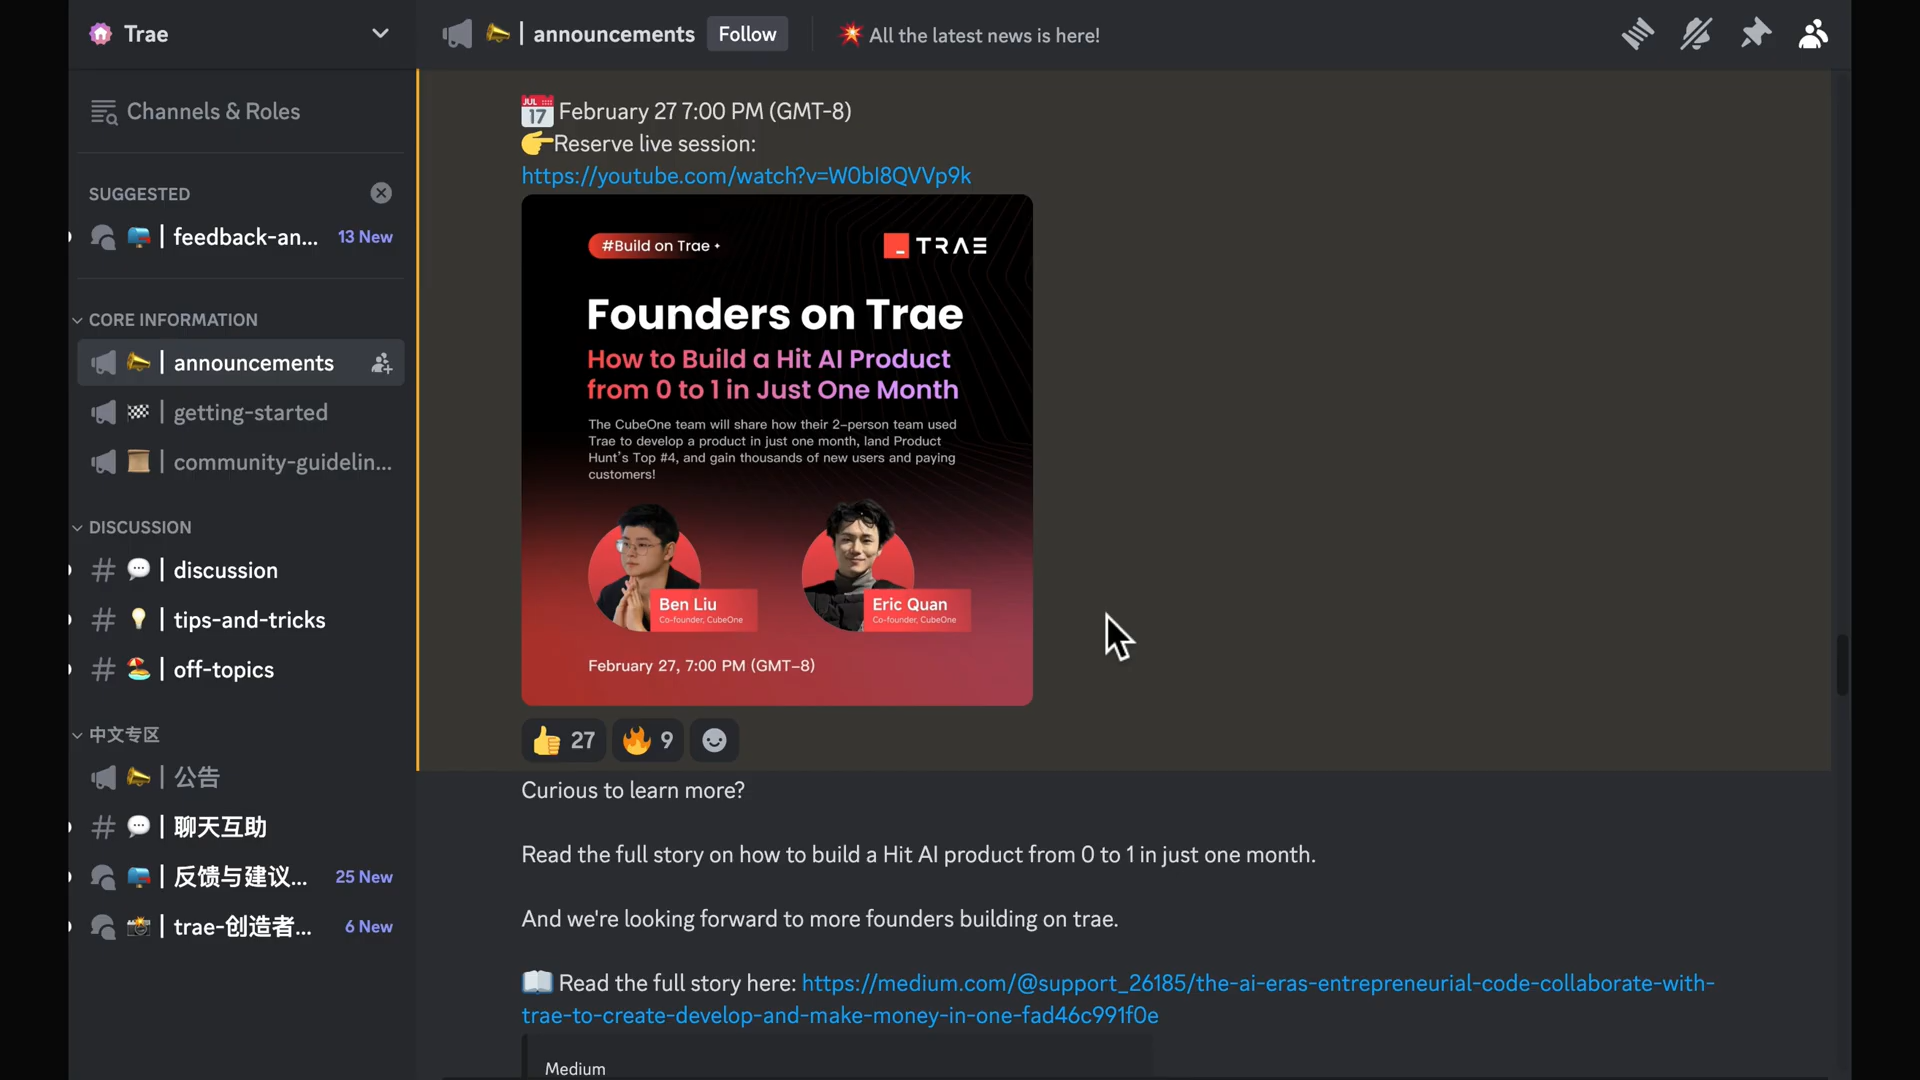 Trae
Channels & Roles
SUGGESTED
| feedback-an... 13 New
CORE INFORMATION
| announcements
| getting-started
| community-guidelin...
DISCUSSION
# | discussion
# | tips-and-tricks
# | off-topics
中文专区
| 公告
# | 聊天互助
| 反馈与建议... 25 New
| trae-创造者... 6 New
| announcements Follow All the latest news is here!
JUL 17 February 27 7:00 PM (GMT-8)
Reserve live session:
https://youtube.com/watch?v=W0bI8QVVp9k
#Build on Trae
TRAE
Founders on Trae
How to Build a Hit AI Product
from 0 to 1 in Just One Month
The CubeOne team will share how their 2-person team used
Trae to develop a product in just one month, land Product
Hunt's Top #4, and gain thousands of new users and paying
customers!
Ben Liu
Co-founder, CubeOne
Eric Quan
Co-founder, CubeOne
February 27, 7:00 PM (GMT-8)
27 9
Curious to learn more?
Read the full story on how to build a Hit AI product from 0 to 1 in just one month.
And we're looking forward to more founders building on trae.
Read the full story here: https://medium.com/@support_26185/the-ai-eras-entrepreneurial-code-collaborate-with-
trae-to-create-develop-and-make-money-in-one-fad46c991f0e
Medium